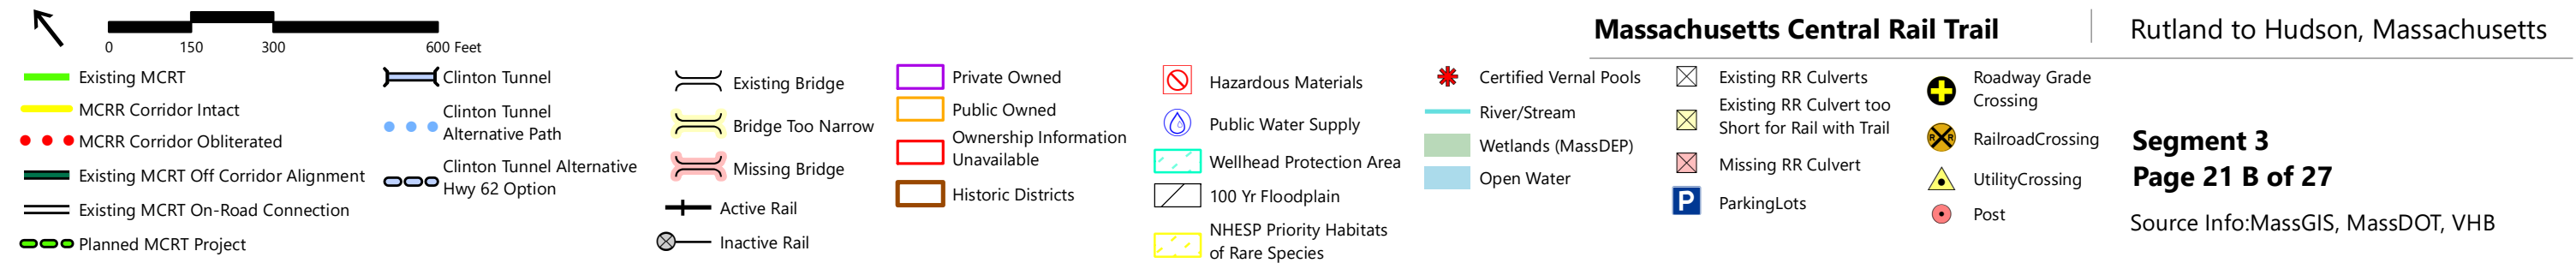 0 150 300 600 Feet
Existing MCRT
MCRR Corridor Intact
MCRR Corridor Obliterated
Existing MCRT Off Corridor Alignment
Existing MCRT On-Road Connection
Planned MCRT Project
Clinton Tunnel
Clinton Tunnel
Alternative Path
Clinton Tunnel Alternative
Hwy 62 Option
Existing Bridge
Bridge Too Narrow
Missing Bridge
Active Rail
Inactive Rail
Private Owned
Public Owned
Ownership Information
Unavailable
Historic Districts
Hazardous Materials
Public Water Supply
Wellhead Protection Area
100 Yr Floodplain
NHESP Priority Habitats
of Rare Species
Certified Vernal Pools
River/Stream
Wetlands (MassDEP)
Open Water
Existing RR Culverts
Existing RR Culvert too
Short for Rail with Trail
Missing RR Culvert
P ParkingLots
Roadway Grade
Crossing
R R RailroadCrossing
UtilityCrossing
Post
Massachusetts Central Rail Trail
Rutland to Hudson, Massachusetts
Segment 3
Page 21 B of 27
Source Info:MassGIS, MassDOT, VHB